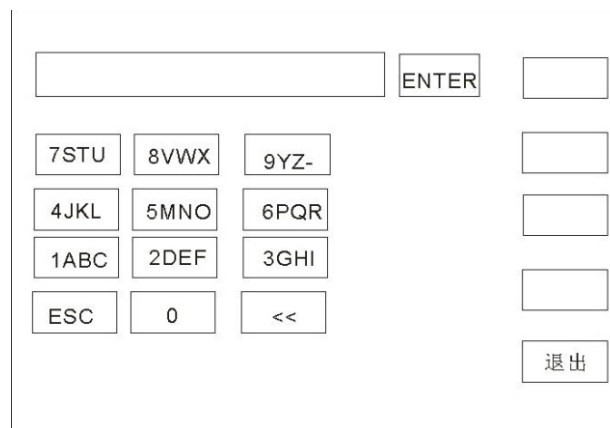 ENTER
7STU 8VWX 9YZ-
4JKL 5MNO 6PQR
1ABC 2DEF 3GHI
ESC 0 <<
退出